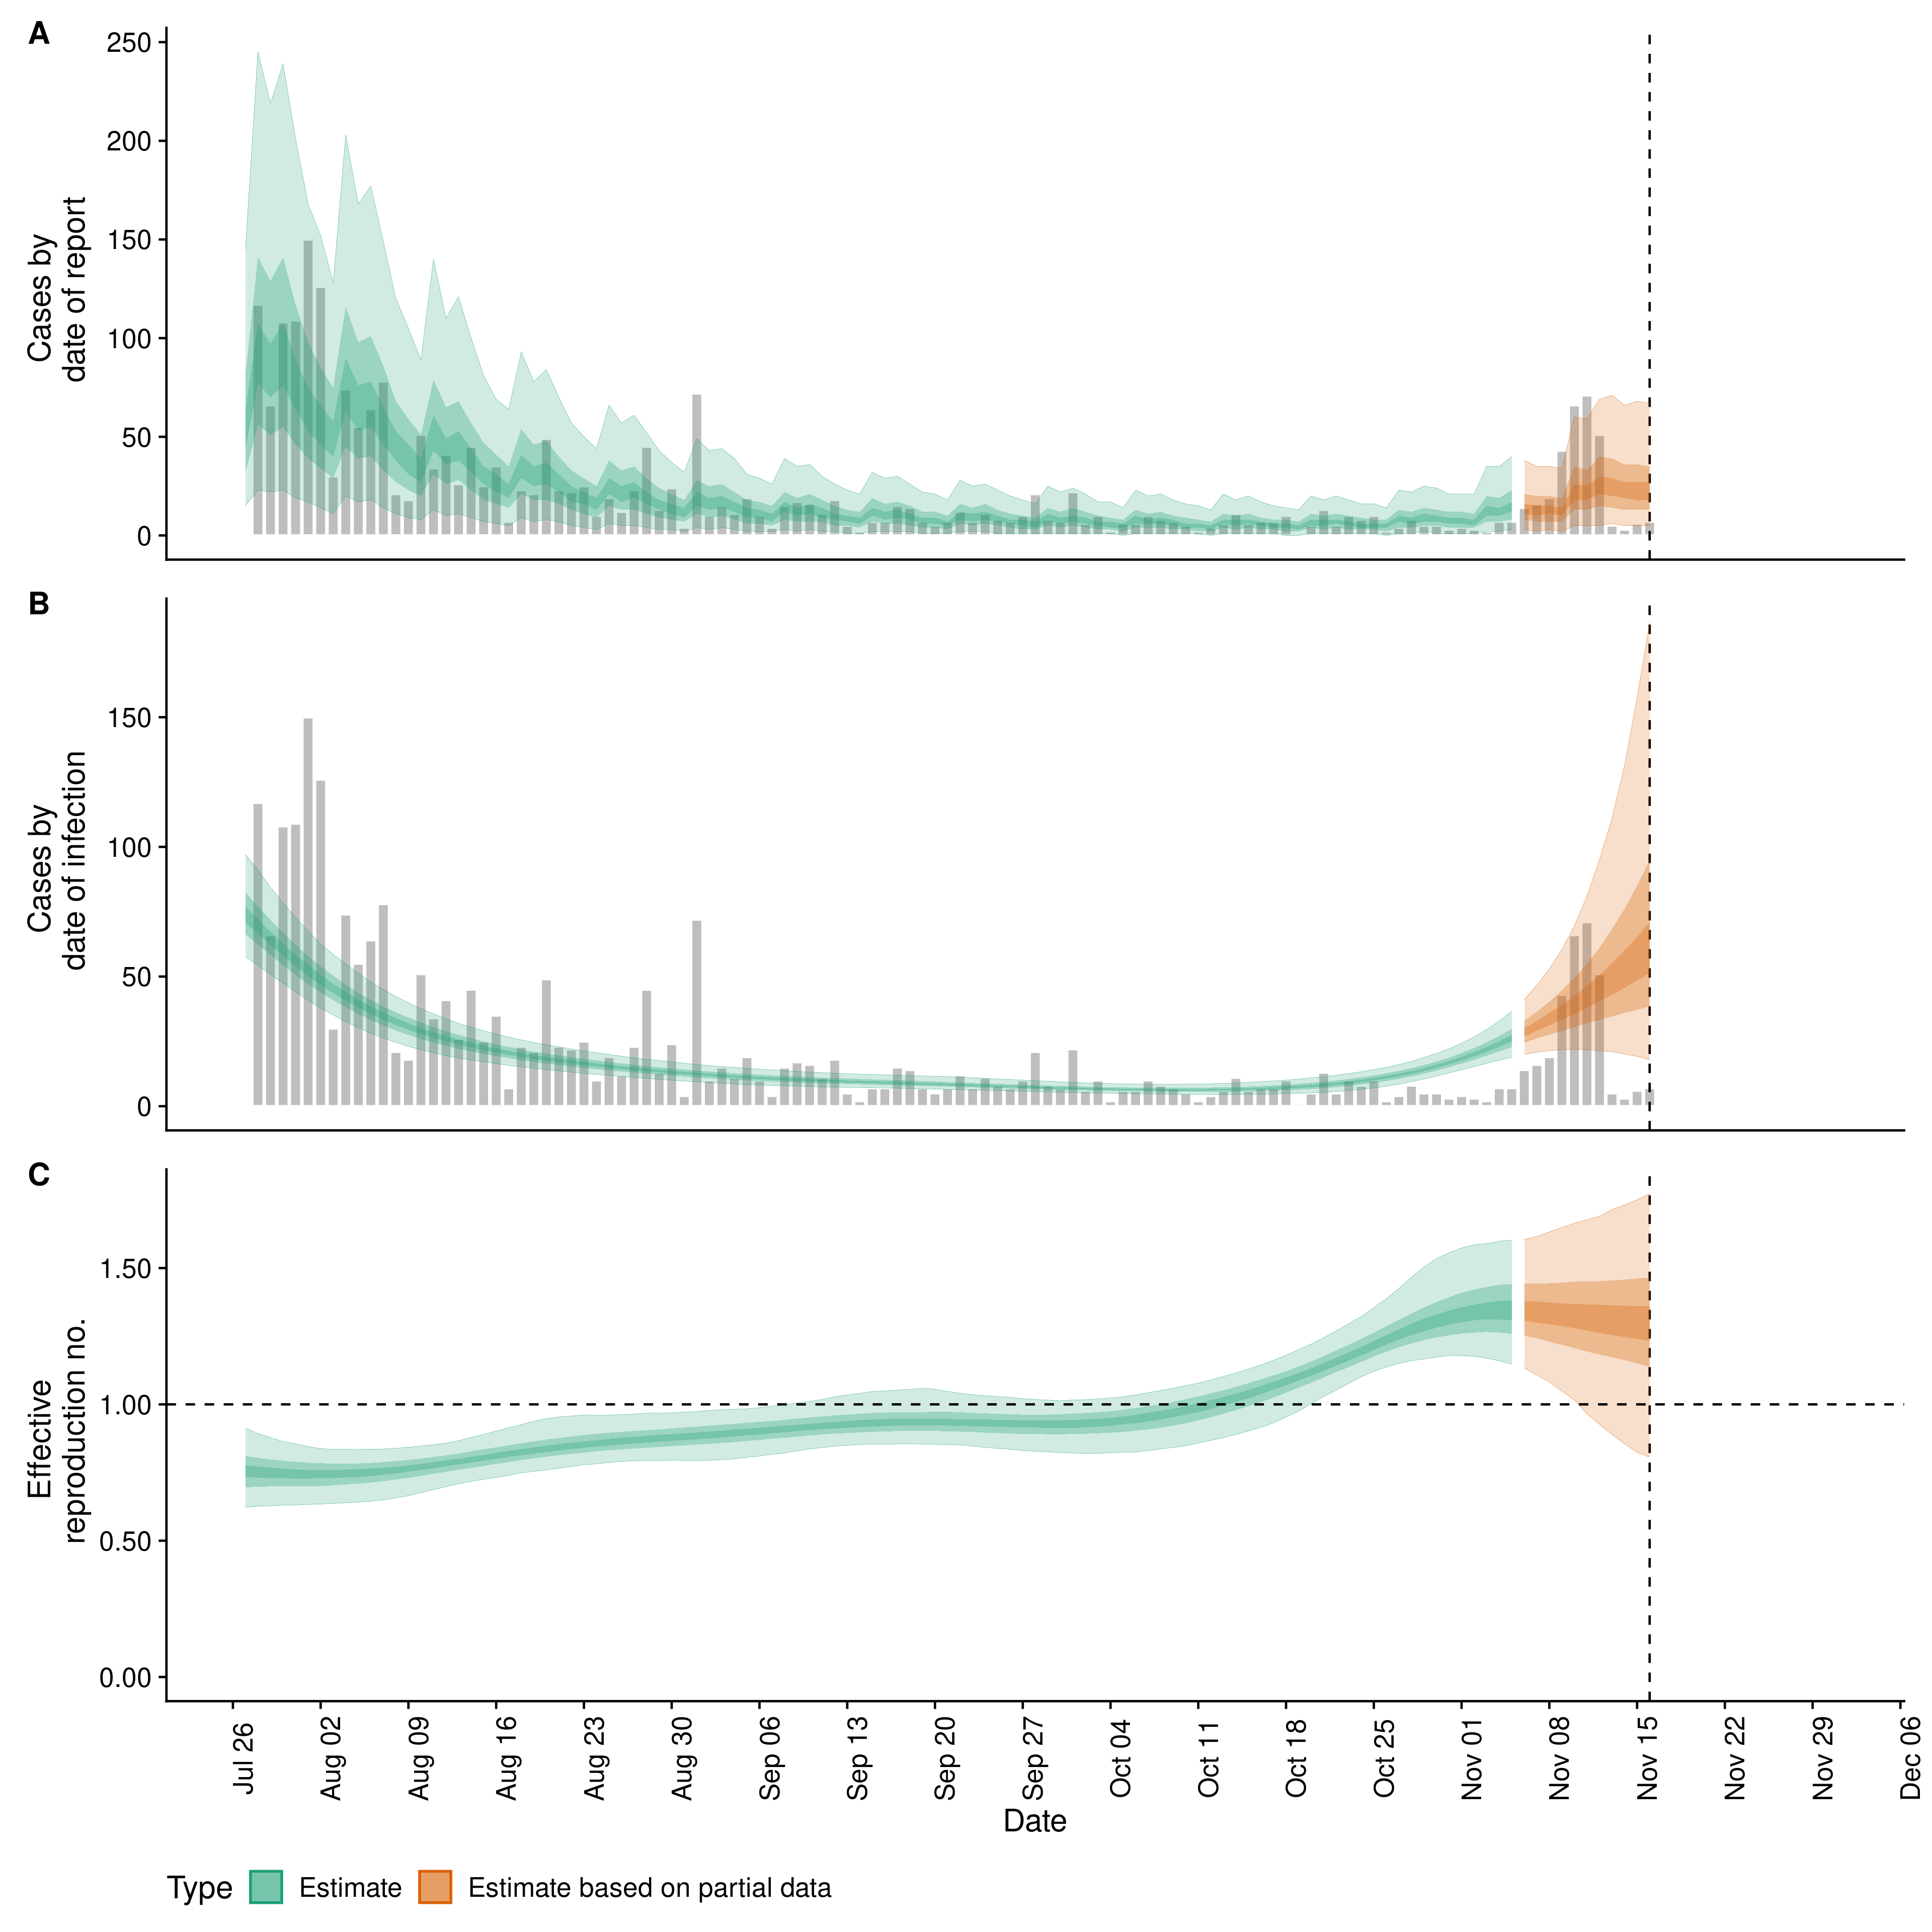 A
250
200
150
100
50
0
Cases by
date of report
B
150
100
50
0
Cases by
date of infection
C
1.50
1.00
0.50
0.00
Effective
reproduction no.
Jul 26
Aug 02
Aug 09
Aug 16
Aug 23
Aug 30
Sep 06
Sep 13
Sep 20
Sep 27
Oct 04
Oct 11
Oct 18
Oct 25
Nov 01
Nov 08
Nov 15
Nov 22
Nov 29
Dec 06
Date
Type Estimate Estimate based on partial data